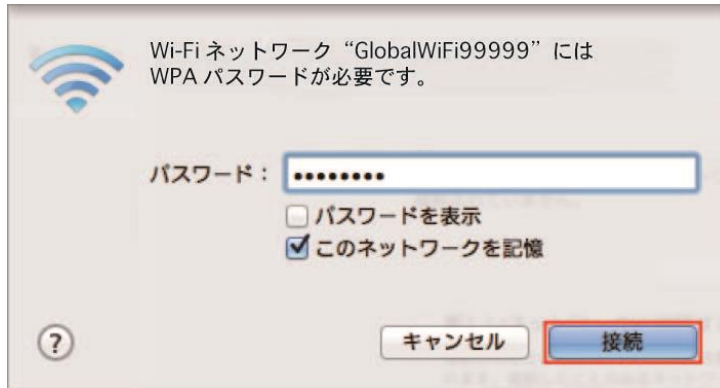 Wi-Fi ネットワーク“GlobalWiFi99999”には
WPA パスワードが必要です。
パスワード： ••••••••
パスワードを表示
このネットワークを記憶
? キャンセル 接続